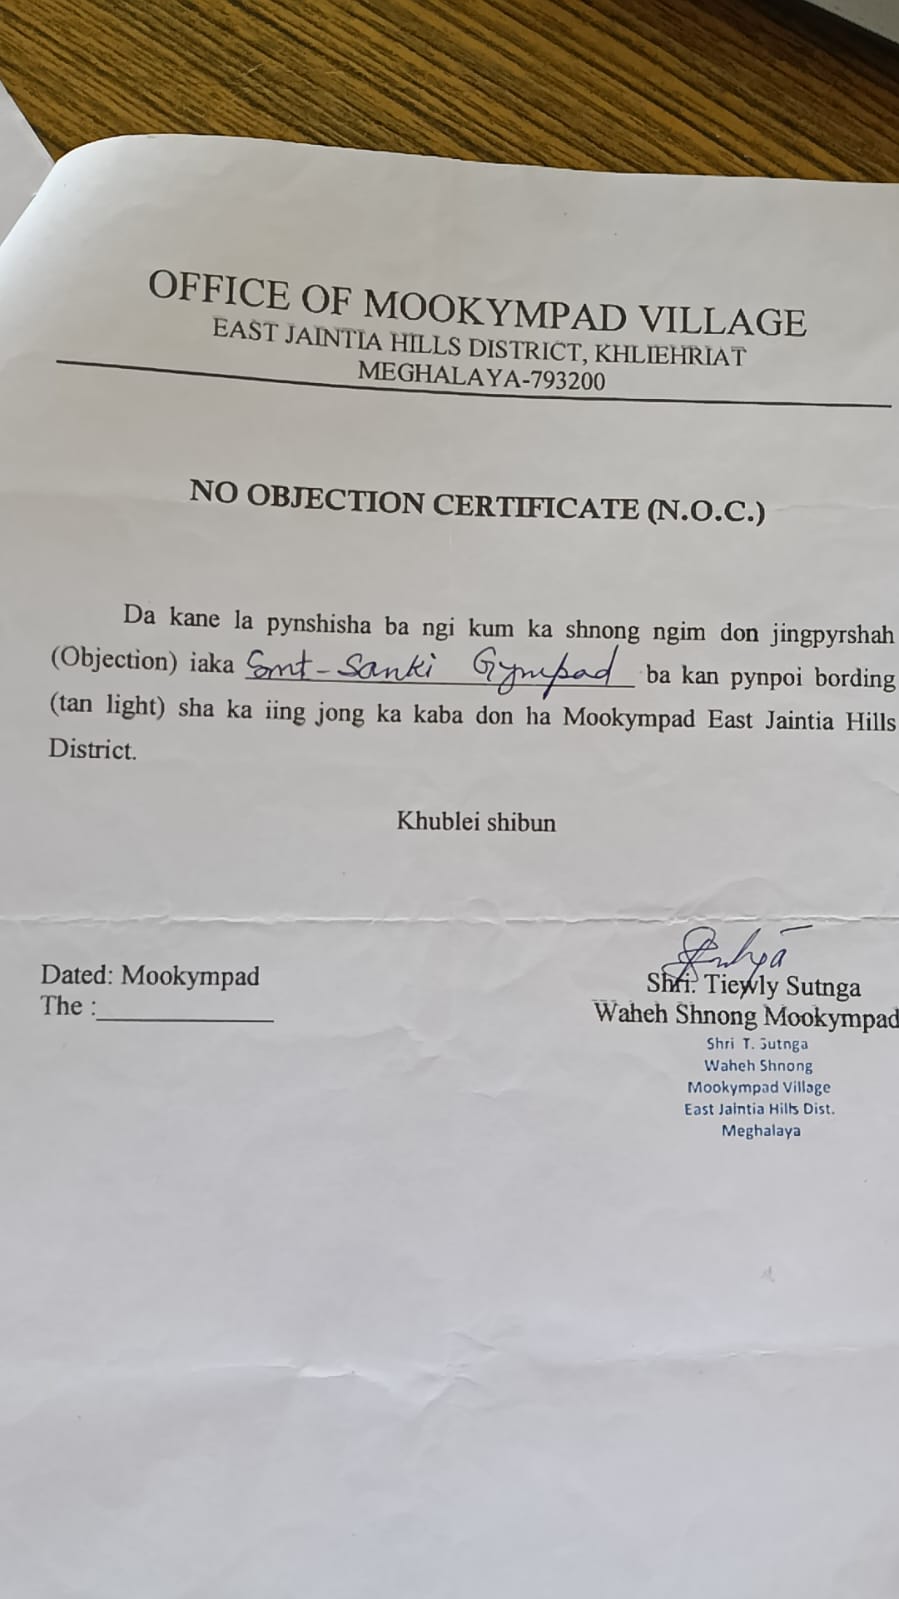 OFFICE OF MOOKYMPAD VILLAGE
EAST JAINTIA HILLS DISTRICT, KHLIEHRIAT
MEGHALAYA-793200
NO OBJECTION CERTIFICATE (N.O.C.)
Da kane la pynshisha ba ngi kum ka shnong ngim don jingpyrshah
(Objection) iaka Smt-Sanki Gympad ba kan pynpoi bording
(tan light) sha ka iing jong ka kaba don ha Mookympad East Jaintia Hills
District.
Khublei shibun
Dated: Mookympad
The :
Shri. Tiewly Sutnga
Waheh Shnong Mookympad
Shri T. Sutnga
Waheh Shnong
Mookympad Village
East Jaintia Hills Dist.
Meghalaya